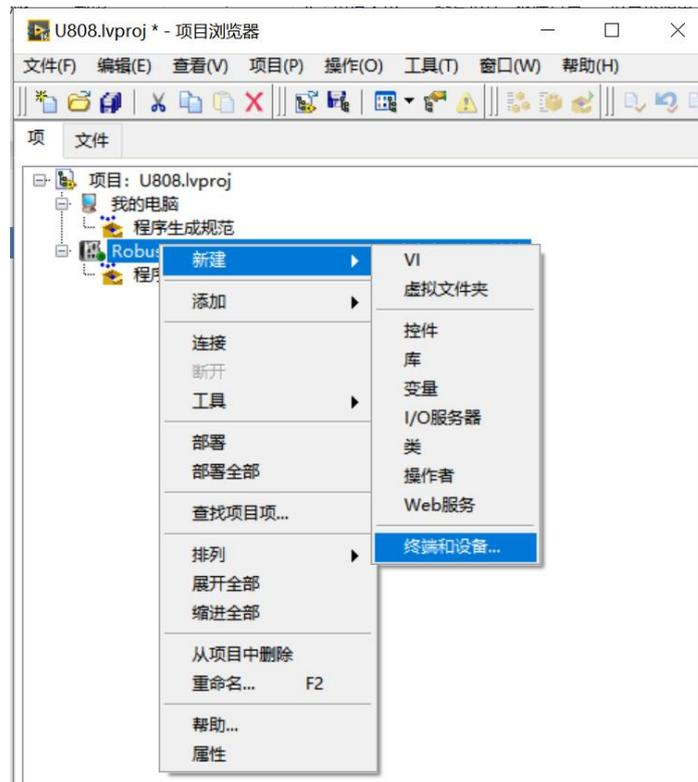 U808.lvproj * - 项目浏览器
文件(F) 编辑(E) 查看(V) 项目(P) 操作(O) 工具(T) 窗口(W) 帮助(H)
项 文件
项目：U808.lvproj
我的电脑
程序生成规范
新建
添加
连接
断开
工具
部署
部署全部
查找项目项...
排列
展开全部
缩进全部
从项目中删除
重命名... F2
帮助...
属性
VI
虚拟文件夹
控件
库
变量
I/O服务器
类
操作者
Web服务
终端和设备...